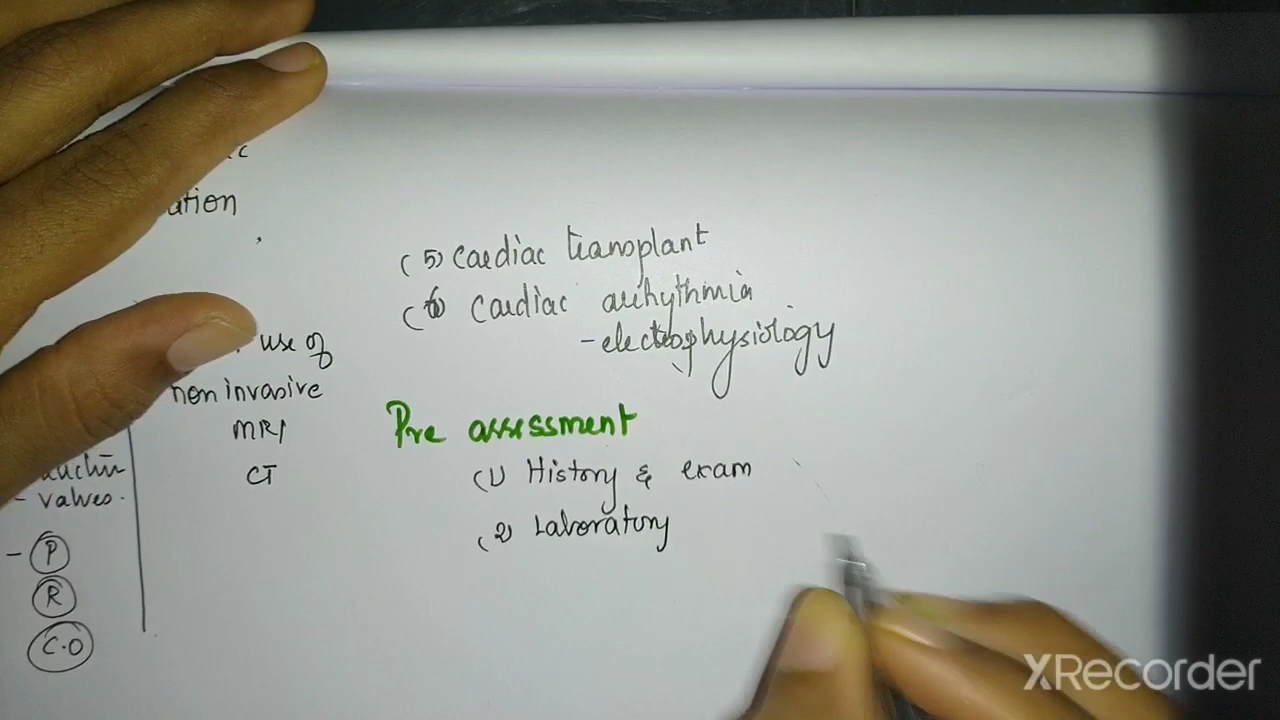 ation
use of
non invasive
MRI
CT
- valves.
- P
R
C.O
(5) Cardiac transplant
(6) Cardiac arrhythmia
- electrophysiology
Pre assessment
(1) History & exam
(2) Laboratory
XRecorder